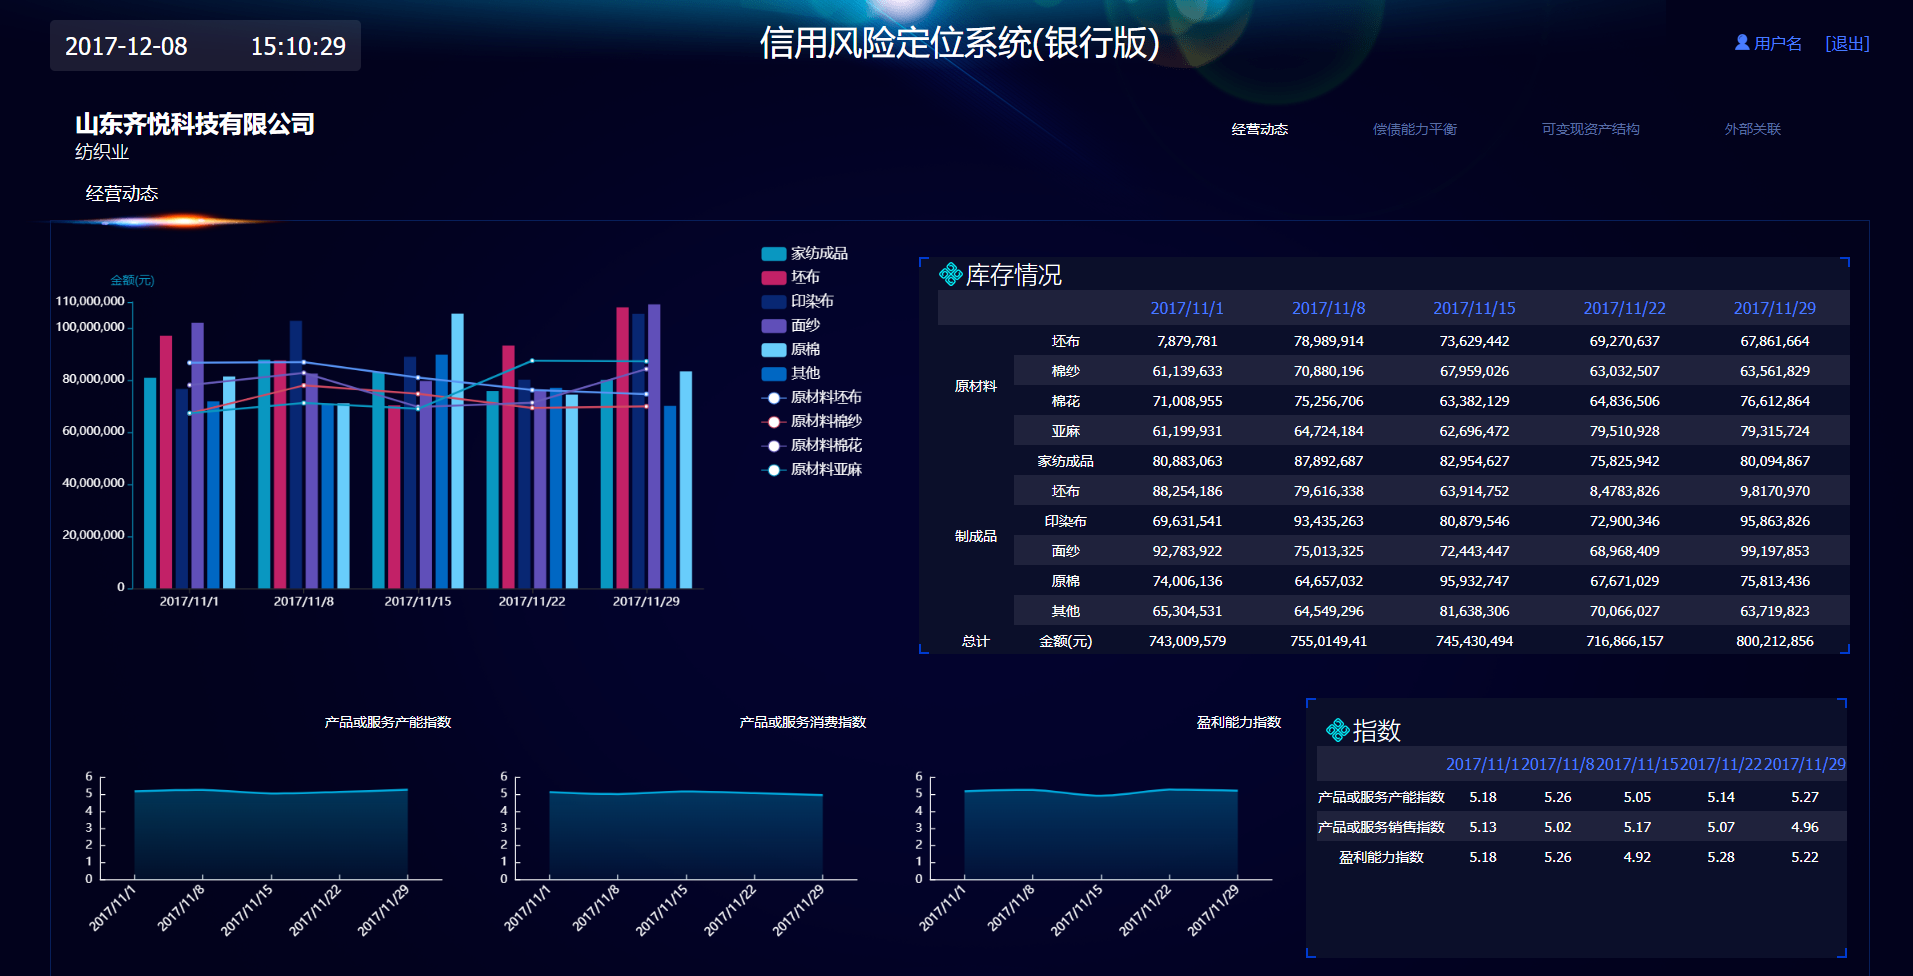 2017-12-08 15:10:29
信用风险定位系统(银行版)
用户名 [退出]
山东齐悦科技有限公司
纺织业
经营动态 偿债能力平衡 可变现资产结构 外部关联
经营动态
金额(元)
110,000,000
100,000,000
80,000,000
60,000,000
40,000,000
20,000,000
0
2017/11/1 2017/11/8 2017/11/15 2017/11/22 2017/11/29
家纺成品
坯布
印染布
面纱
原棉
其他
原材料坯布
原材料棉纱
原材料棉花
原材料亚麻
库存情况
2017/11/1 2017/11/8 2017/11/15 2017/11/22 2017/11/29
原材料
坯布 7,879,781 78,989,914 73,629,442 69,270,637 67,861,664
棉纱 61,139,633 70,880,196 67,959,026 63,032,507 63,561,829
棉花 71,008,955 75,256,706 63,382,129 64,836,506 76,612,864
亚麻 61,199,931 64,724,184 62,696,472 79,510,928 79,315,724
制成品
家纺成品 80,883,063 87,892,687 82,954,627 75,825,942 80,094,867
坯布 88,254,186 79,616,338 63,914,752 8,4783,826 9,8170,970
印染布 69,631,541 93,435,263 80,879,546 72,900,346 95,863,826
面纱 92,783,922 75,013,325 72,443,447 68,968,409 99,197,853
原棉 74,006,136 64,657,032 95,932,747 67,671,029 75,813,436
其他 65,304,531 64,549,296 81,638,306 70,066,027 63,719,823
总计 金额(元) 743,009,579 755,0149,41 745,430,494 716,866,157 800,212,856
产品或服务产能指数
6
5
4
3
2
1
0
2017/11/1 2017/11/8 2017/11/15 2017/11/22 2017/11/29
产品或服务消费指数
6
5
4
3
2
1
0
2017/11/1 2017/11/8 2017/11/15 2017/11/22 2017/11/29
盈利能力指数
6
5
4
3
2
1
0
2017/11/1 2017/11/8 2017/11/15 2017/11/22 2017/11/29
指数
2017/11/1 2017/11/8 2017/11/15 2017/11/22 2017/11/29
产品或服务产能指数 5.18 5.26 5.05 5.14 5.27
产品或服务销售指数 5.13 5.02 5.17 5.07 4.96
盈利能力指数 5.18 5.26 4.92 5.28 5.22